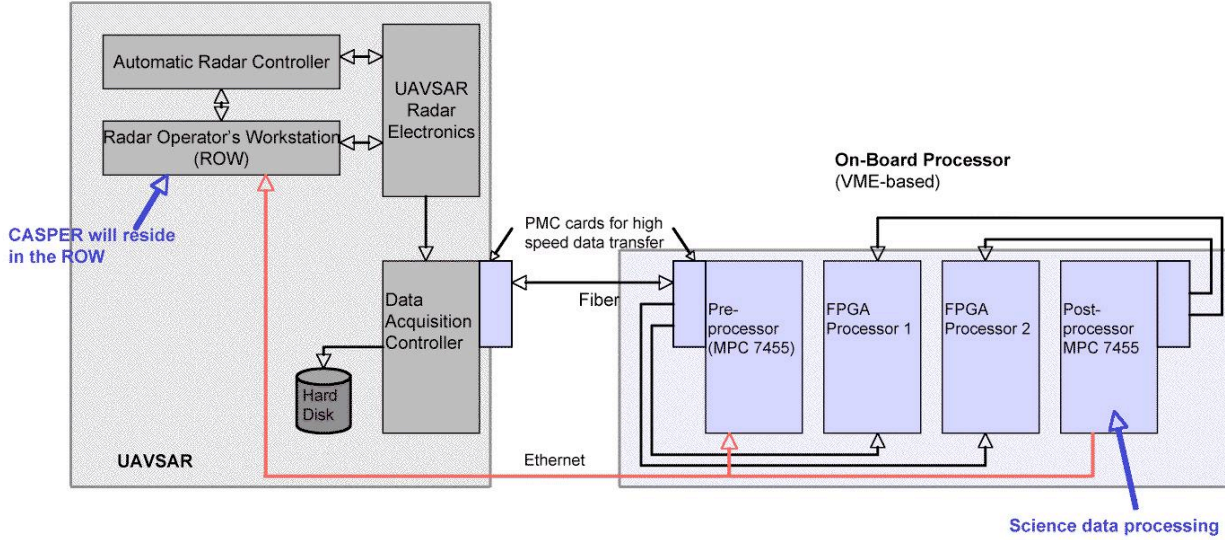 Automatic Radar Controller
Radar Operator's Workstation
(ROW)
UAVSAR
Radar
Electronics
CASPER will reside
in the ROW
Data
Acquisition
Controller
Hard
Disk
UAVSAR
PMC cards for high
speed data transfer
Fiber
Ethernet
On-Board Processor
(VME-based)
Pre-
processor
(MPC 7455)
FPGA
Processor 1
FPGA
Processor 2
Post-
processor
MPC 7455
Science data processing